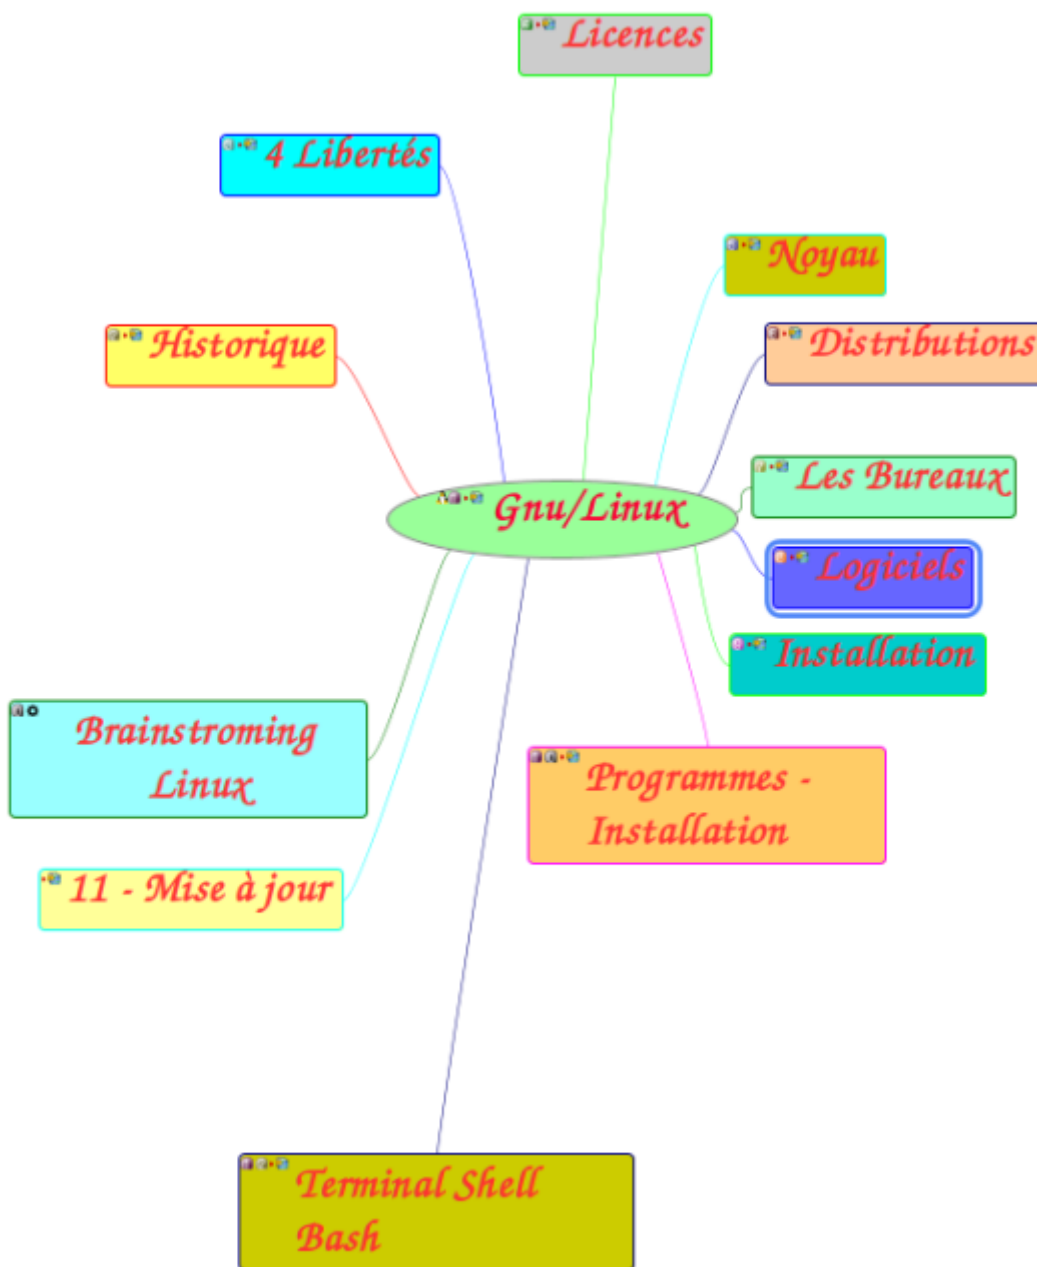 Licences
4 Libertés
Noyau
Historique
Distributions
Les Bureaux
Gnu/Linux
Logiciels
Installation
Brainstroming
Linux
Programmes -
Installation
11 - Mise à jour
Terminal Shell
Bash